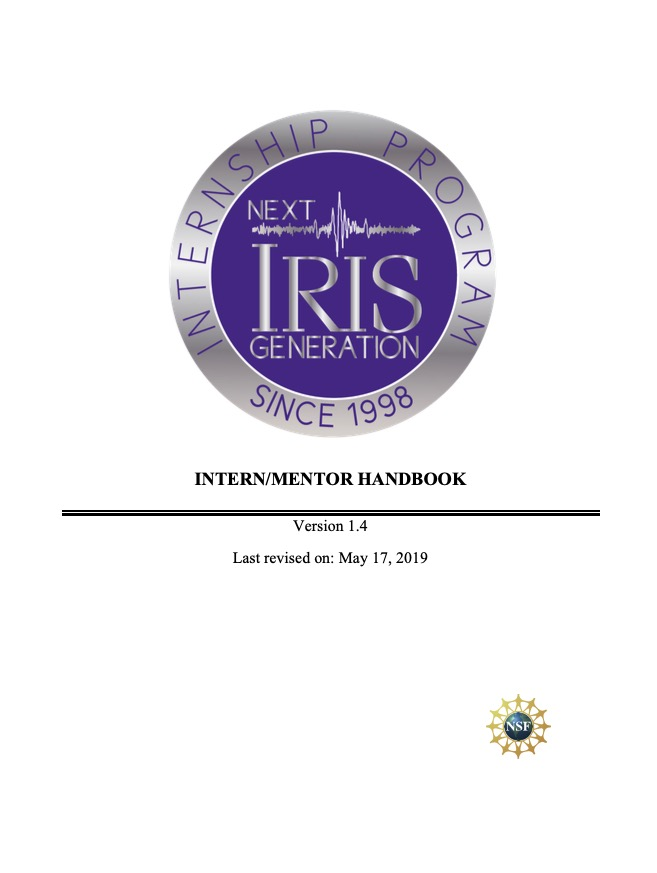 INTERNSHIP PROGRAM
NEXT
IRIS
GENERATION
SINCE 1998
INTERN/MENTOR HANDBOOK
Version 1.4
Last revised on: May 17, 2019
NSF